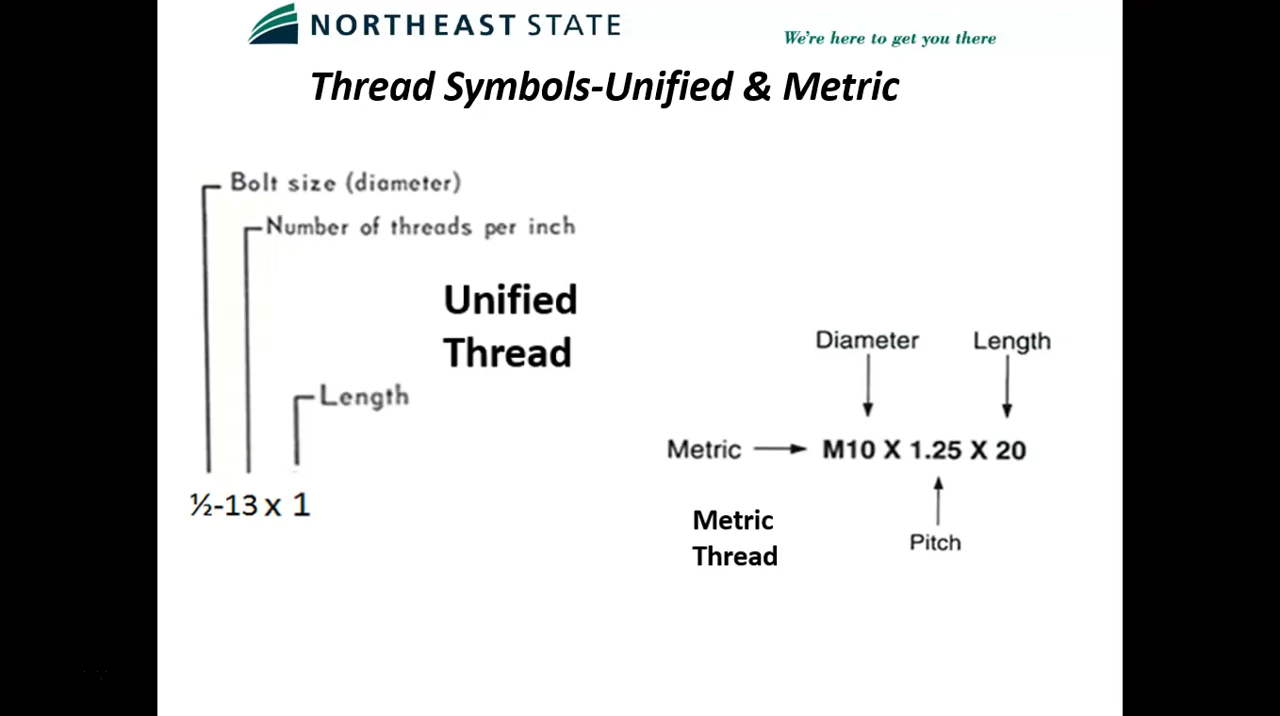 NORTHEAST STATE
We're here to get you there
Thread Symbols-Unified & Metric
Bolt size (diameter)
Number of threads per inch
Unified
Thread
Length
½-13 x 1
Diameter Length
Metric M10 X 1.25 X 20
Pitch
Metric
Thread